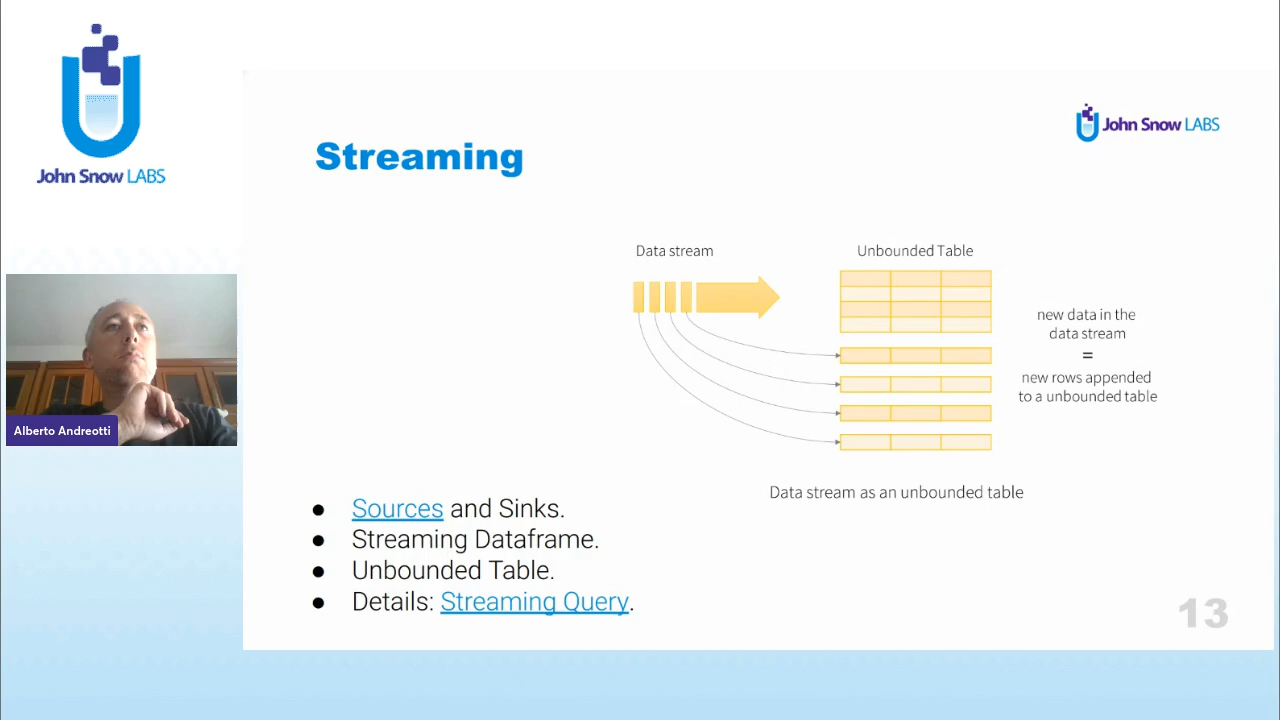 John Snow LABS
John Snow LABS
Streaming
Data stream
Unbounded Table
new data in the
data stream
=
new rows appended
to a unbounded table
Data stream as an unbounded table
Alberto Andreotti
● Sources and Sinks.
● Streaming Dataframe.
● Unbounded Table.
● Details: Streaming Query.
13